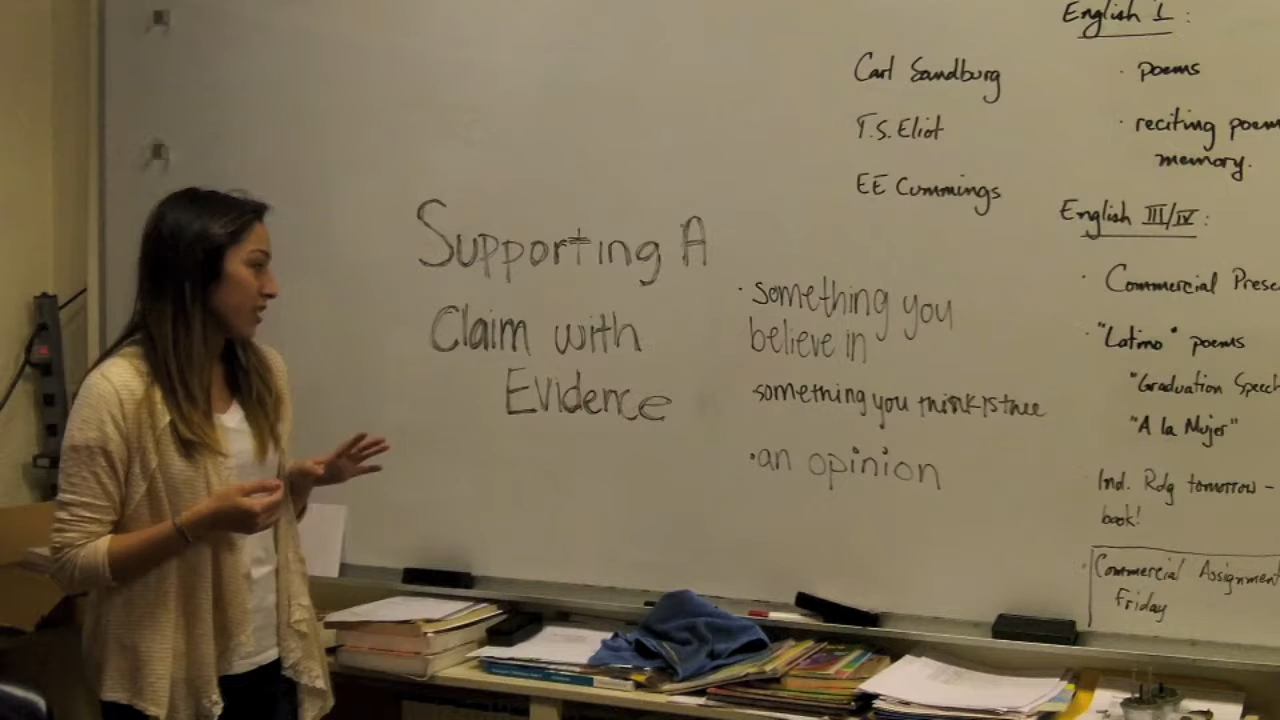 Supporting A
Claim with
Evidence
· something you
believe in
something you think is true
· an opinion
Carl Sandburg
T.S. Eliot
EE Cummings
English 1:
· poems
· reciting poem
memory.
English III/IV:
· Commercial Prese
· "Latino" poems
"Graduation Speech
"A la Mujer"
Ind. Rdg tomorrow -
book!
Commercial Assignment
Friday